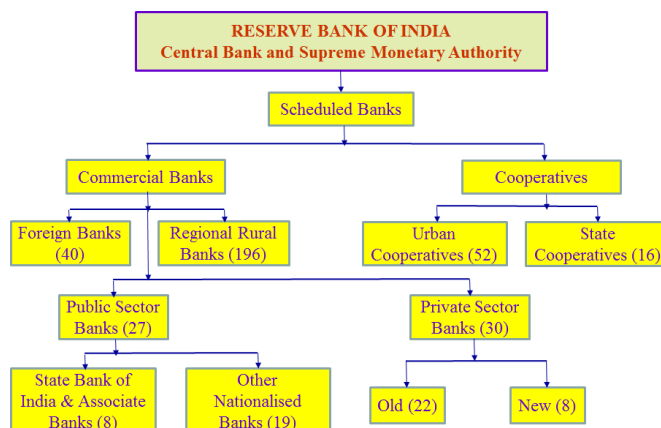 RESERVE BANK OF INDIA
Central Bank and Supreme Monetary Authority
Scheduled Banks
Commercial Banks
Cooperatives
Foreign Banks
(40)
Regional Rural
Banks (196)
Urban
Cooperatives (52)
State
Cooperatives (16)
Public Sector
Banks (27)
Private Sector
Banks (30)
State Bank of
India & Associate
Banks (8)
Other
Nationalised
Banks (19)
Old (22)
New (8)